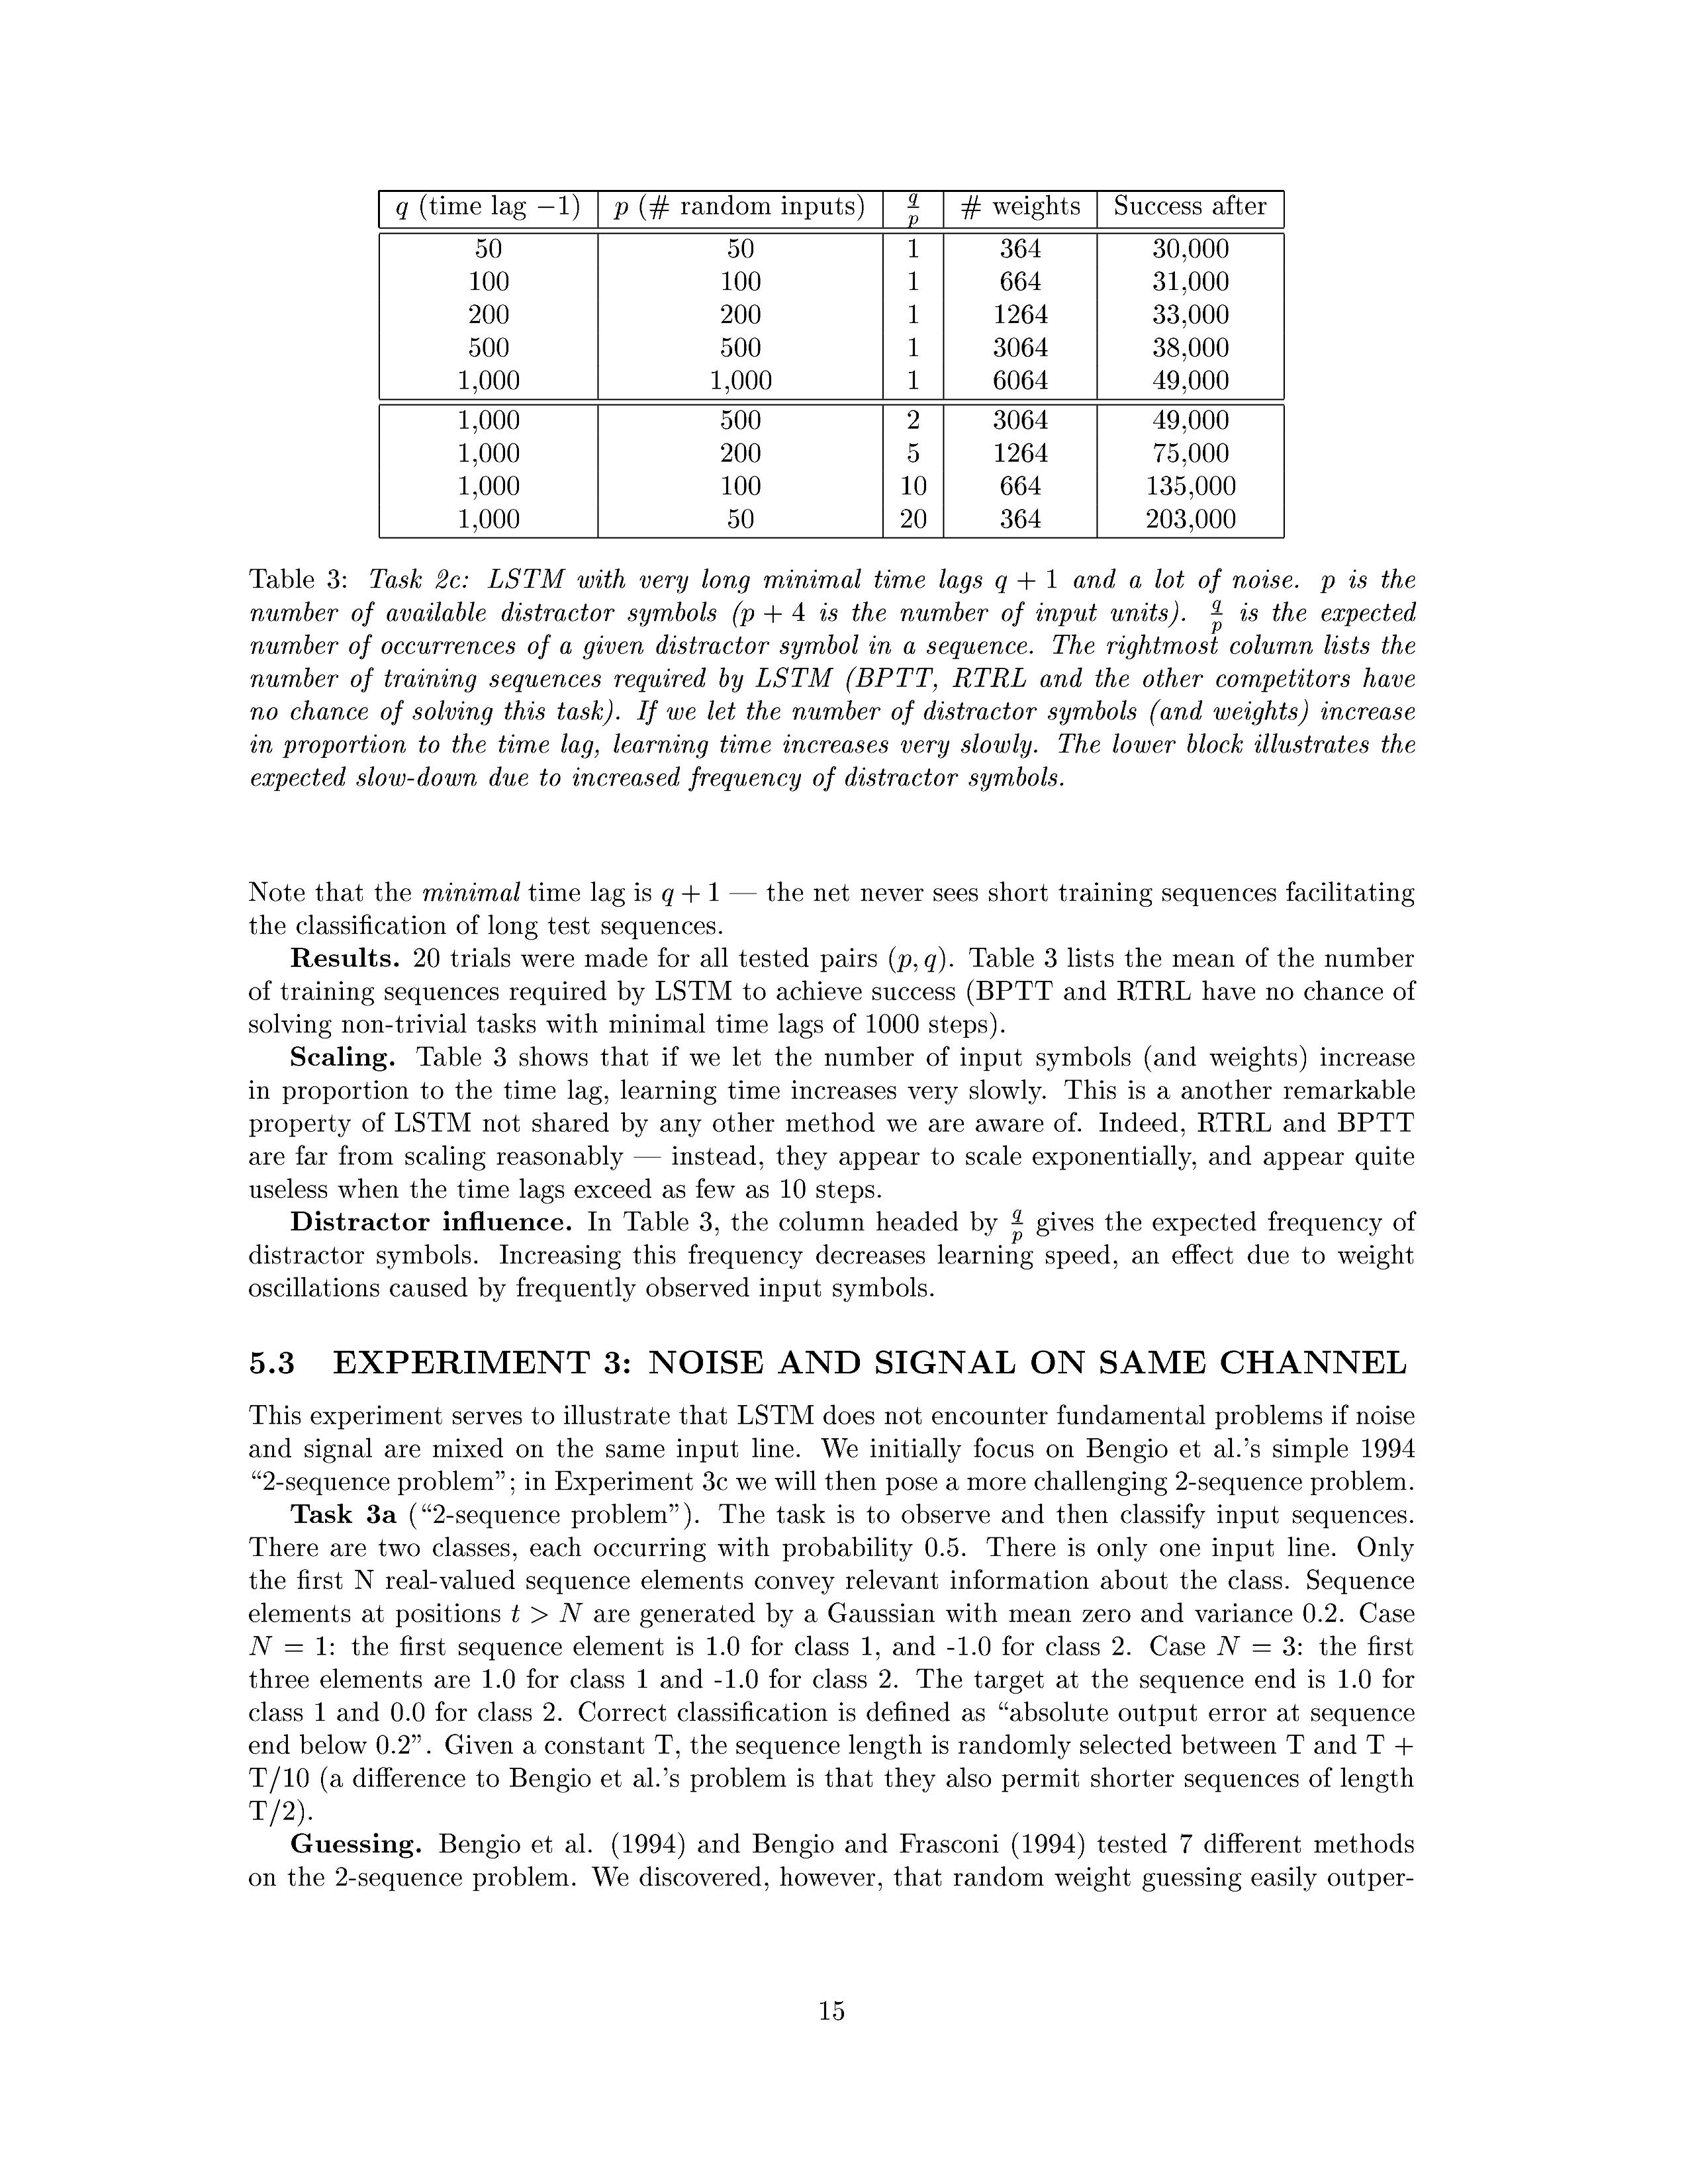 q (time lag −1) p (# random inputs) q/p # weights Success after
50 50 1 364 30,000
100 100 1 664 31,000
200 200 1 1264 33,000
500 500 1 3064 38,000
1,000 1,000 1 6064 49,000
1,000 500 2 3064 49,000
1,000 200 5 1264 75,000
1,000 100 10 664 135,000
1,000 50 20 364 203,000
Table 3: Task 2c: LSTM with very long minimal time lags q + 1 and a lot of noise. p is the
number of available distractor symbols (p + 4 is the number of input units). q/p is the expected
number of occurrences of a given distractor symbol in a sequence. The rightmost column lists the
number of training sequences required by LSTM (BPTT, RTRL and the other competitors have
no chance of solving this task). If we let the number of distractor symbols (and weights) increase
in proportion to the time lag, learning time increases very slowly. The lower block illustrates the
expected slow-down due to increased frequency of distractor symbols.
Note that the minimal time lag is q + 1 — the net never sees short training sequences facilitating
the classification of long test sequences.
Results. 20 trials were made for all tested pairs (p, q). Table 3 lists the mean of the number
of training sequences required by LSTM to achieve success (BPTT and RTRL have no chance of
solving non-trivial tasks with minimal time lags of 1000 steps).
Scaling. Table 3 shows that if we let the number of input symbols (and weights) increase
in proportion to the time lag, learning time increases very slowly. This is a another remarkable
property of LSTM not shared by any other method we are aware of. Indeed, RTRL and BPTT
are far from scaling reasonably — instead, they appear to scale exponentially, and appear quite
useless when the time lags exceed as few as 10 steps.
Distractor influence. In Table 3, the column headed by q/p gives the expected frequency of
distractor symbols. Increasing this frequency decreases learning speed, an effect due to weight
oscillations caused by frequently observed input symbols.
5.3 EXPERIMENT 3: NOISE AND SIGNAL ON SAME CHANNEL
This experiment serves to illustrate that LSTM does not encounter fundamental problems if noise
and signal are mixed on the same input line. We initially focus on Bengio et al.'s simple 1994
“2-sequence problem”; in Experiment 3c we will then pose a more challenging 2-sequence problem.
Task 3a (“2-sequence problem”). The task is to observe and then classify input sequences.
There are two classes, each occurring with probability 0.5. There is only one input line. Only
the first N real-valued sequence elements convey relevant information about the class. Sequence
elements at positions t > N are generated by a Gaussian with mean zero and variance 0.2. Case
N = 1: the first sequence element is 1.0 for class 1, and -1.0 for class 2. Case N = 3: the first
three elements are 1.0 for class 1 and -1.0 for class 2. The target at the sequence end is 1.0 for
class 1 and 0.0 for class 2. Correct classification is defined as “absolute output error at sequence
end below 0.2”. Given a constant T, the sequence length is randomly selected between T and T +
T/10 (a difference to Bengio et al.'s problem is that they also permit shorter sequences of length
T/2).
Guessing. Bengio et al. (1994) and Bengio and Frasconi (1994) tested 7 different methods
on the 2-sequence problem. We discovered, however, that random weight guessing easily outper-
15